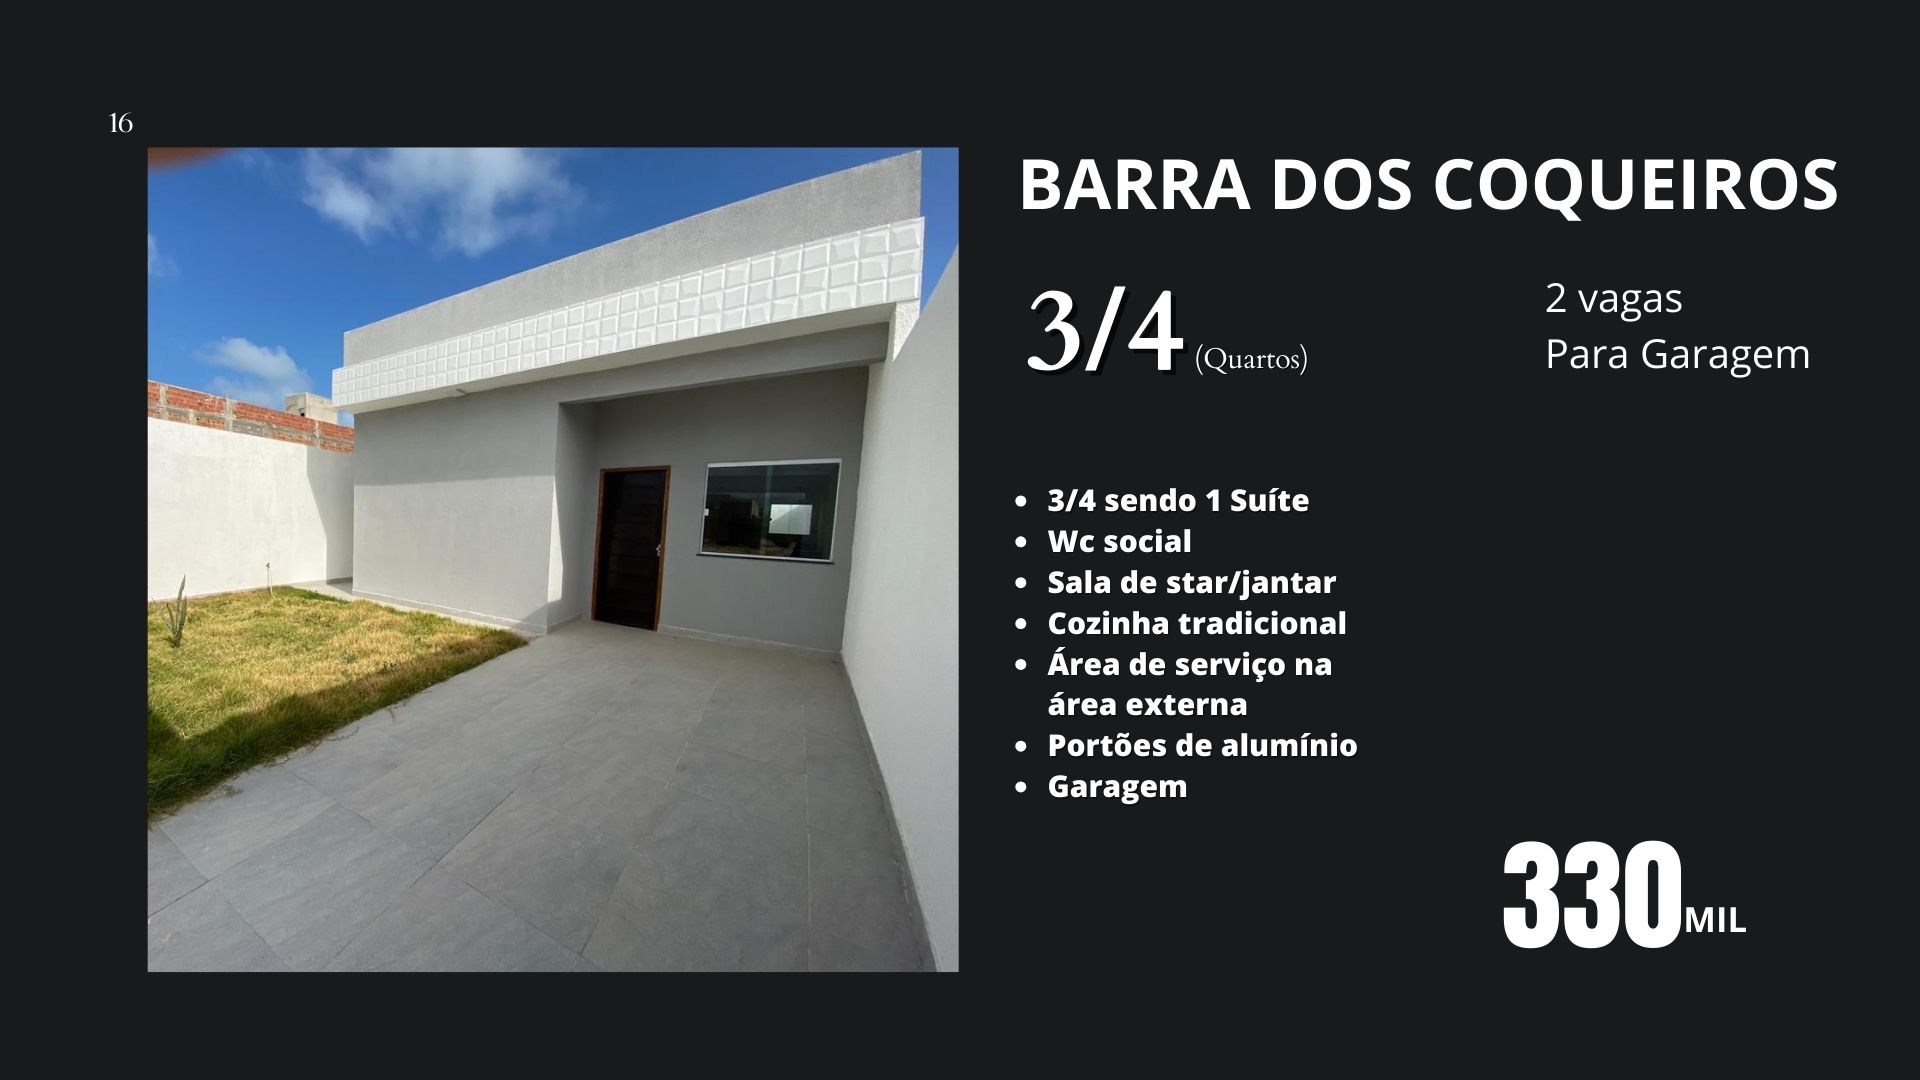 16
BARRA DOS COQUEIROS
3/4 (Quartos)
2 vagas
Para Garagem
3/4 sendo 1 Suíte
Wc social
Sala de star/jantar
Cozinha tradicional
Área de serviço na
área externa
Portões de alumínio
Garagem
330 MIL